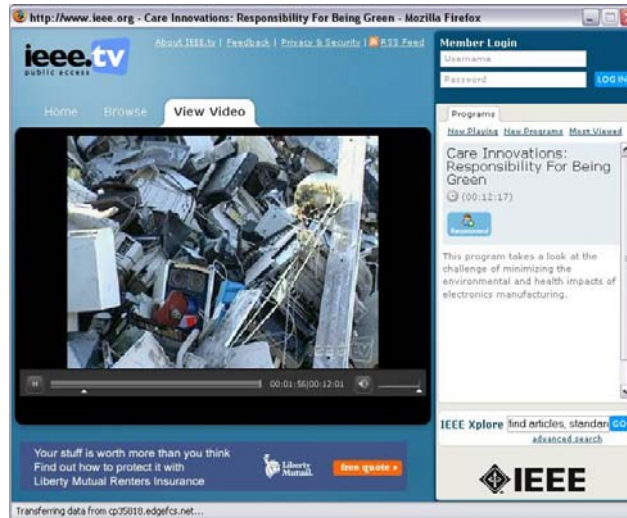 http://www.ieee.org - Care Innovations: Responsibility For Being Green - Mozilla Firefox
ieee.tv
public access
About IEEE.tv | Feedback | Privacy & Security | RSS Feed
Home Browse View Video
00:01:56|00:12:01
Your stuff is worth more than you think
Find out how to protect it with
Liberty Mutual Renters Insurance
Liberty
Mutual.
free quote
Member Login
Username
Password
LOG IN
Programs
Now Playing New Programs Most Viewed
Care Innovations:
Responsibility For Being
Green
(00:12:17)
Recommend
This program takes a look at the
challenge of minimizing the
environmental and health impacts of
electronics manufacturing.
IEEE Xplore find articles, standar GO
advanced search
IEEE
Transferring data from cp35818.edgefcs.net...